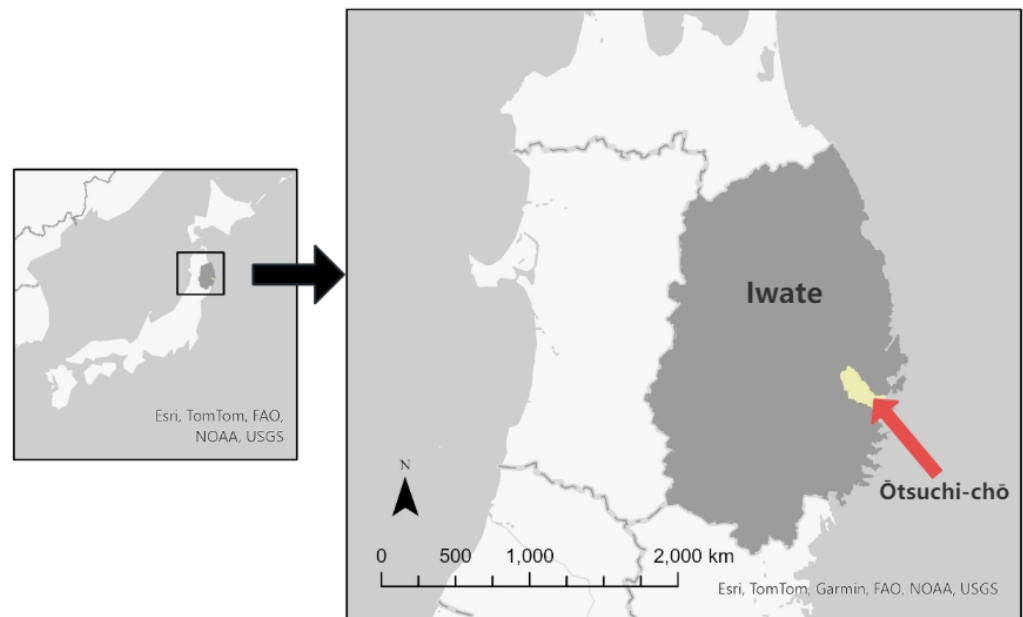 Iwate
Ōtsuchi-chō
Esri, TomTom, FAO,
NOAA, USGS
N
0 500 1,000 2,000 km
Esri, TomTom, Garmin, FAO, NOAA, USGS